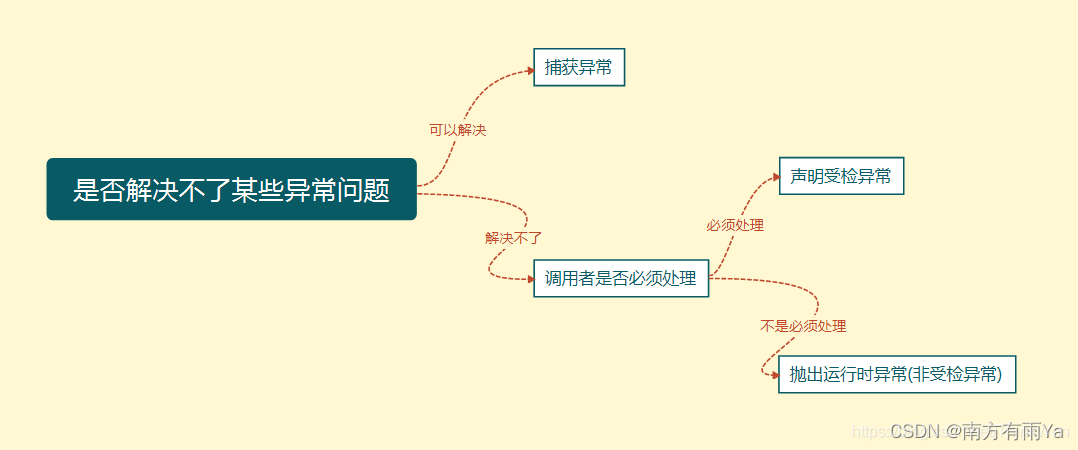 捕获异常
可以解决
是否解决不了某些异常问题
声明受检异常
必须处理
解决不了
调用者是否必须处理
不是必须处理
抛出运行时异常(非受检异常)
CSDN @南方有雨Ya